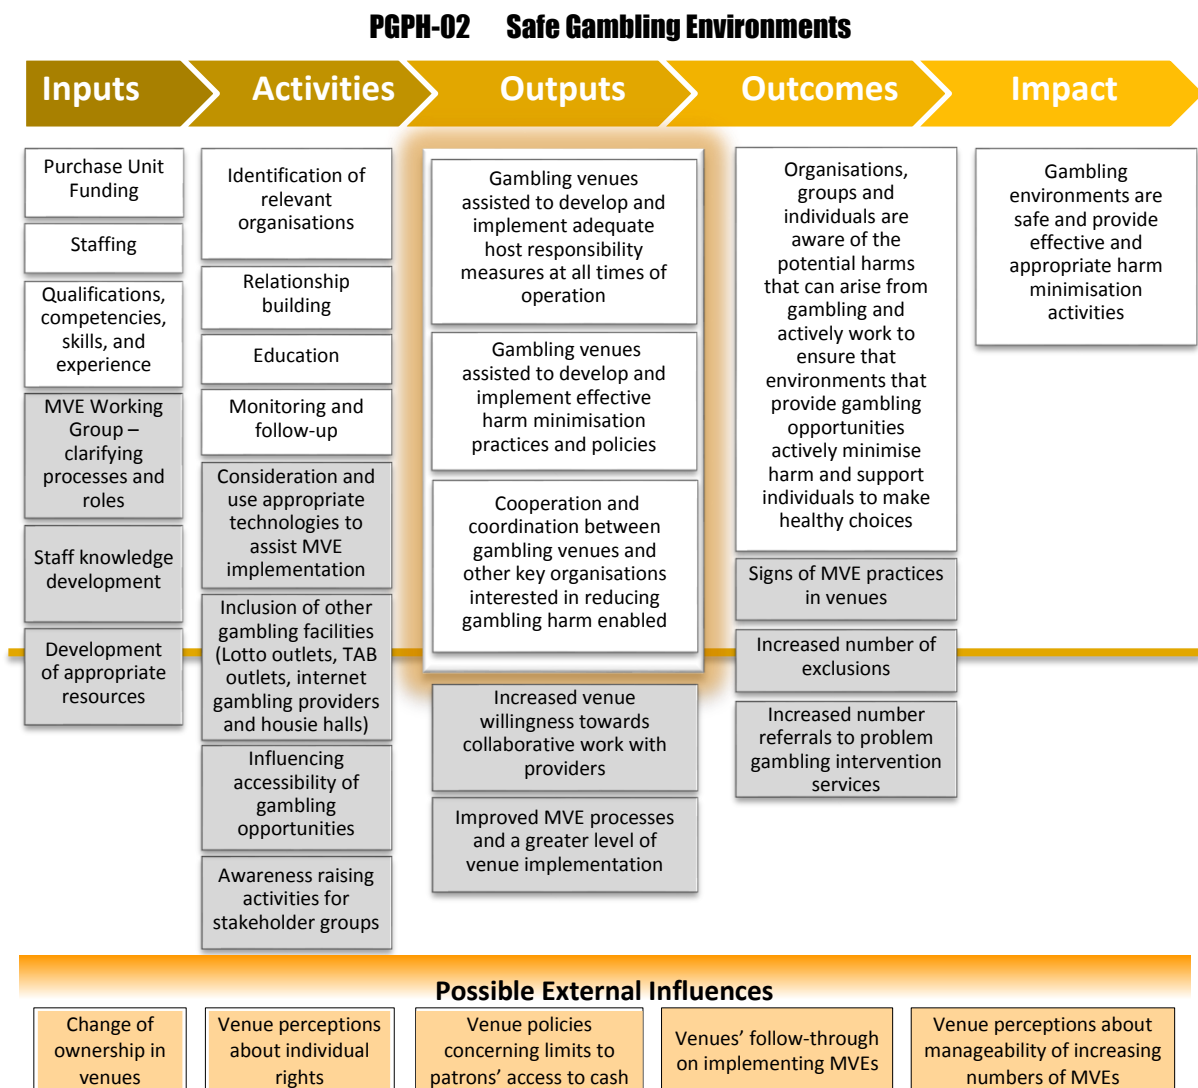 PGPH-02 Safe Gambling Environments
Inputs
Activities
Outputs
Outcomes
Impact
Purchase Unit
Funding
Staffing
Qualifications,
competencies,
skills, and
experience
MVE Working
Group –
clarifying
processes and
roles
Staff knowledge
development
Development
of appropriate
resources
Identification of
relevant
organisations
Relationship
building
Education
Monitoring and
follow-up
Consideration and
use appropriate
technologies to
assist MVE
implementation
Inclusion of other
gambling facilities
(Lotto outlets, TAB
outlets, internet
gambling providers
and housie halls)
Influencing
accessibility of
gambling
opportunities
Awareness raising
activities for
stakeholder groups
Gambling venues
assisted to develop and
implement adequate
host responsibility
measures at all times of
operation
Gambling venues
assisted to develop and
implement effective
harm minimisation
practices and policies
Cooperation and
coordination between
gambling venues and
other key organisations
interested in reducing
gambling harm enabled
Increased venue
willingness towards
collaborative work with
providers
Improved MVE processes
and a greater level of
venue implementation
Organisations,
groups and
individuals are
aware of the
potential harms
that can arise from
gambling and
actively work to
ensure that
environments that
provide gambling
opportunities
actively minimise
harm and support
individuals to make
healthy choices
Signs of MVE practices
in venues
Increased number of
exclusions
Increased number
referrals to problem
gambling intervention
services
Gambling
environments are
safe and provide
effective and
appropriate harm
minimisation
activities
Possible External Influences
Change of
ownership in
venues
Venue perceptions
about individual
rights
Venue policies
concerning limits to
patrons’ access to cash
Venues’ follow-through
on implementing MVEs
Venue perceptions about
manageability of increasing
numbers of MVEs